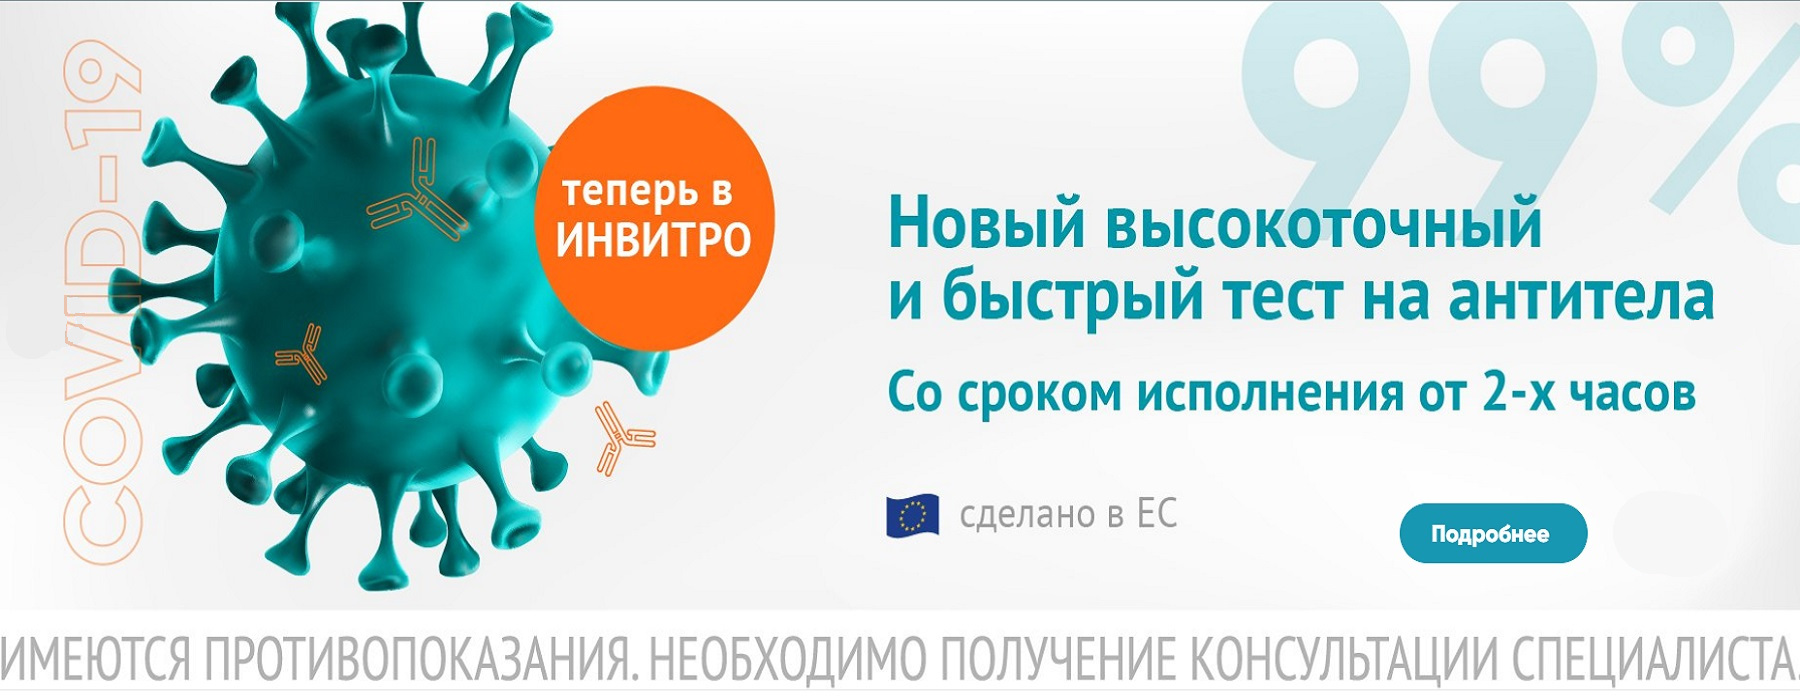 COVID-19
теперь в
ИНВИТРО
99%
Новый высокоточный
и быстрый тест на антитела
Со сроком исполнения от 2-х часов
сделано в ЕС
Подробнее
ИМЕЮТСЯ ПРОТИВОПОКАЗАНИЯ. НЕОБХОДИМО ПОЛУЧЕНИЕ КОНСУЛЬТАЦИИ СПЕЦИАЛИСТА.